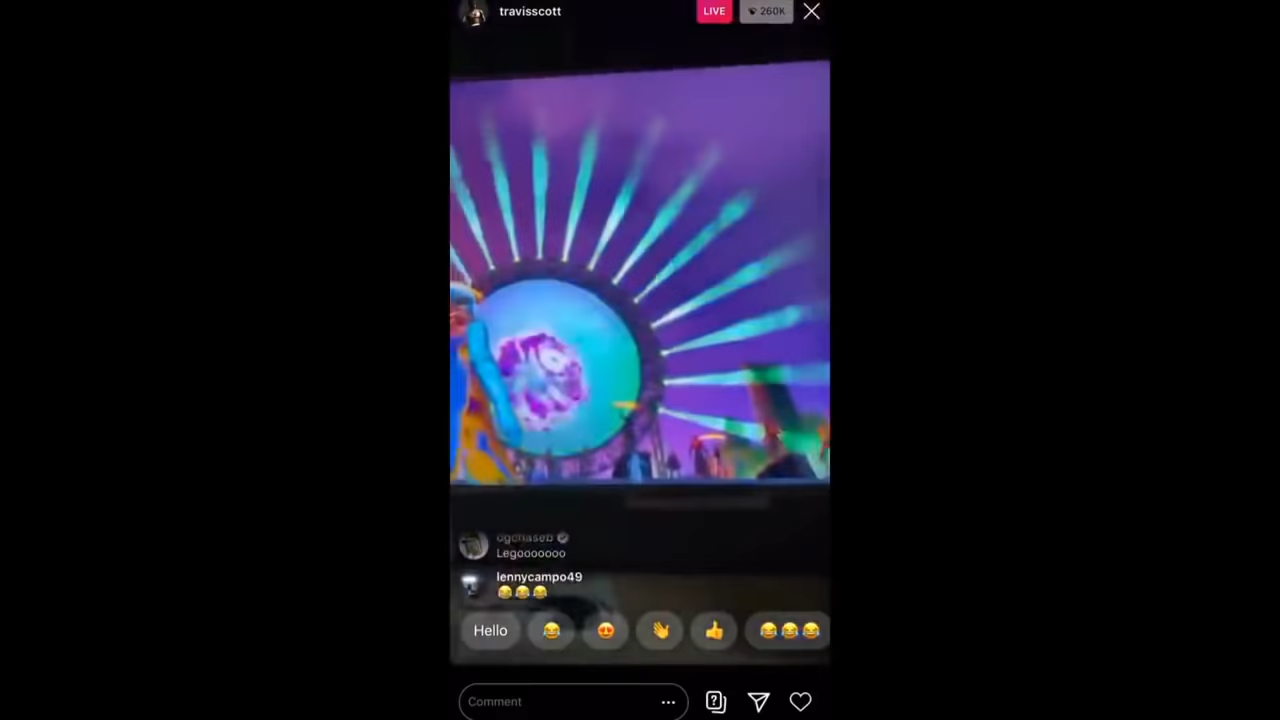 travisscott
LIVE
260K
ogchaseb
Legooooooo
lennycampo49
😂😂😂
Hello
😂
😍
👋
👍
😂😂😂
Comment